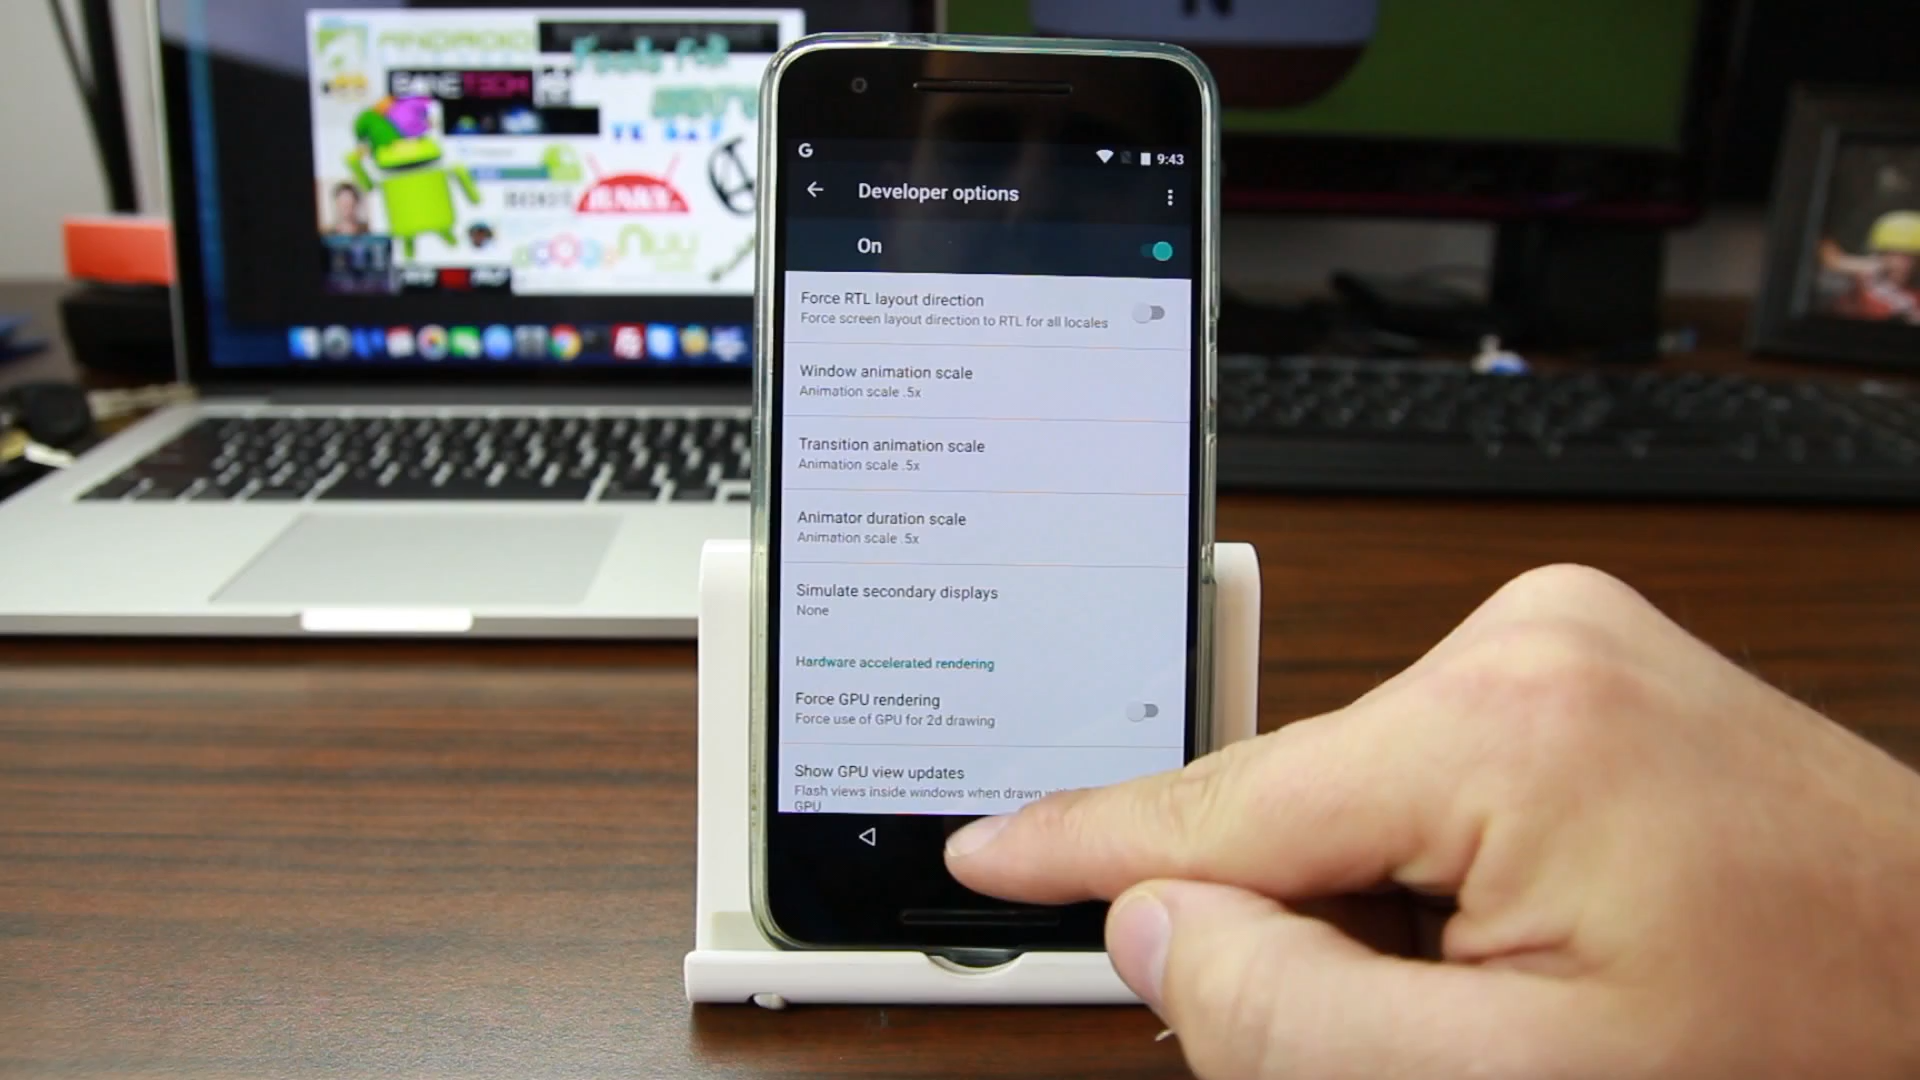 N
ANDROID
9:43
Developer options
On
Force RTL layout direction
Force screen layout direction to RTL for all locales
Window animation scale
Animation scale .5x
Transition animation scale
Animation scale .5x
Animator duration scale
Animation scale .5x
Simulate secondary displays
None
Hardware accelerated rendering
Force GPU rendering
Force use of GPU for 2d drawing
Show GPU view updates
Flash views inside windows when drawn
GPU